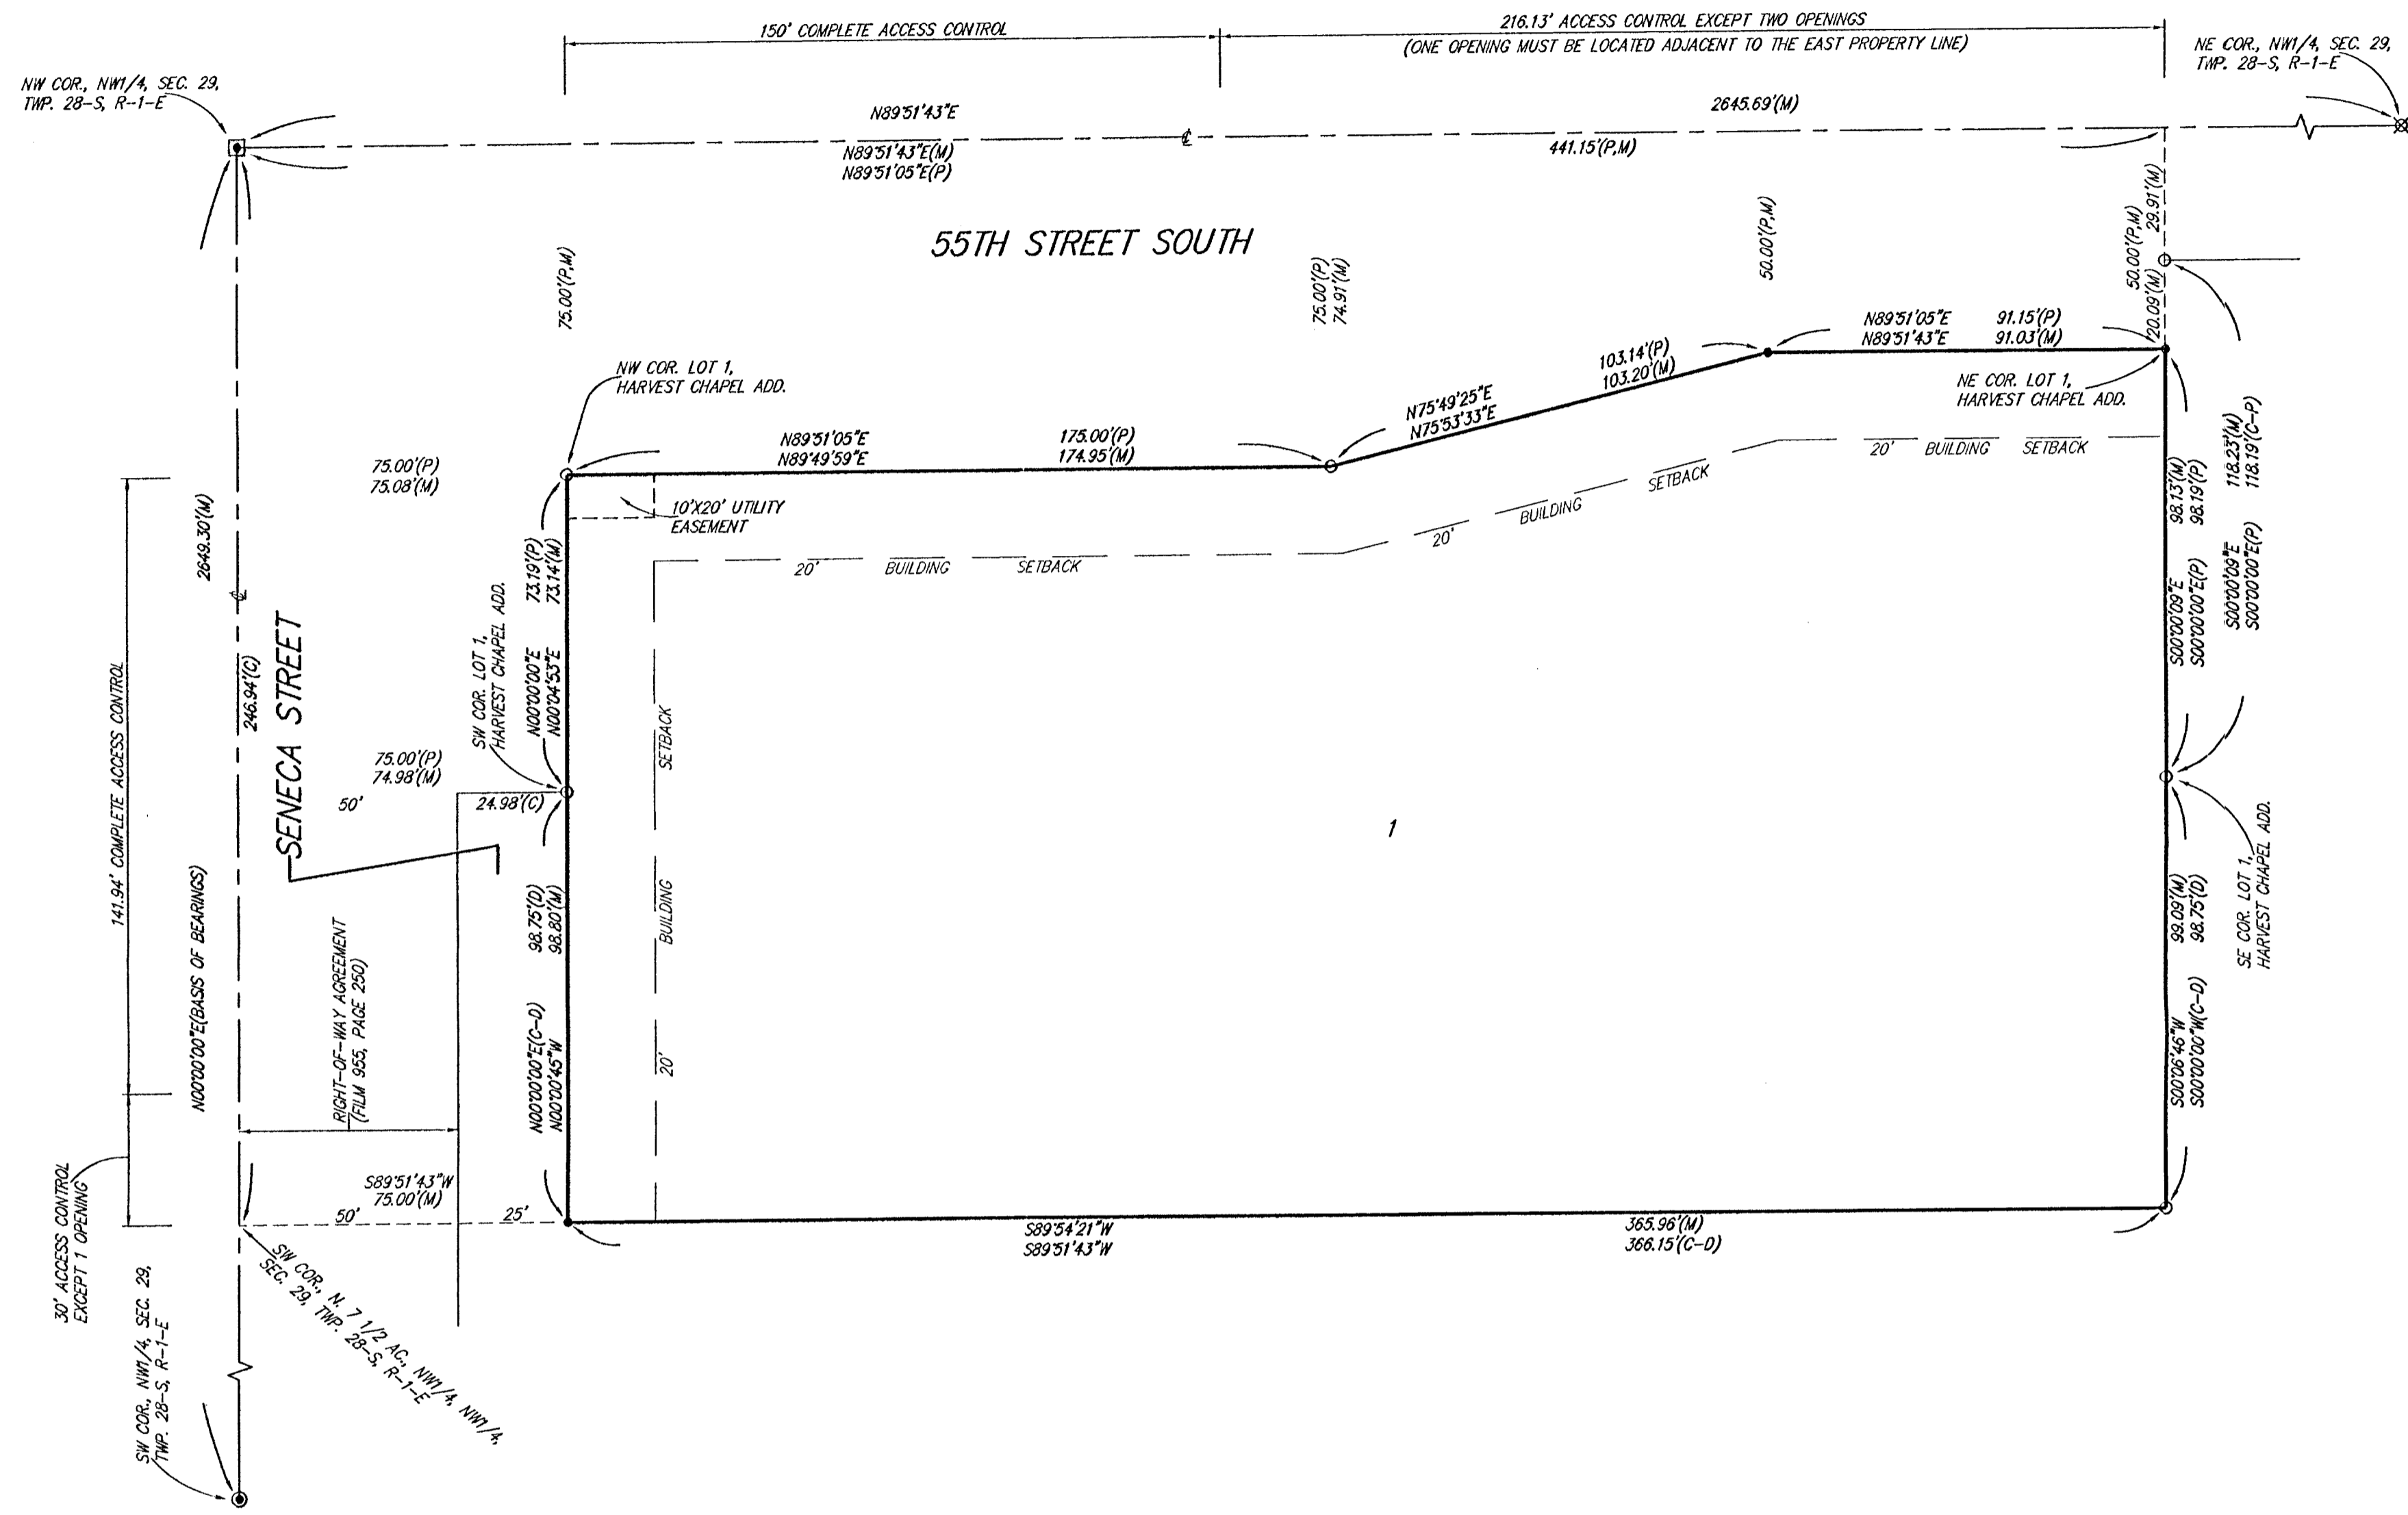 150' COMPLETE ACCESS CONTROL
216.13' ACCESS CONTROL EXCEPT TWO OPENINGS
(ONE OPENING MUST BE LOCATED ADJACENT TO THE EAST PROPERTY LINE)
NW COR., NW1/4, SEC. 29,
TWP. 28-S, R-1-E
NE COR., NW1/4, SEC. 29,
TWP. 28-S, R-1-E
N89°51'43"E
2645.69'(M)
N89°51'43"E(M)
N89°51'05"E(P)
441.15'(P,M)
55TH STREET SOUTH
75.00'(P,M)
75.00'(P)
74.91'(M)
50.00'(P,M)
50.00'(P,M)
29.91'(M)
20.09'(M)
NW COR. LOT 1,
HARVEST CHAPEL ADD.
N89°51'05"E 175.00'(P)
N89°49'59"E 174.95'(M)
N75°49'25"E
N75°53'33"E
103.14'(P)
103.20'(M)
N89°51'05"E 91.15'(P)
N89°51'43"E 91.03'(M)
NE COR. LOT 1,
HARVEST CHAPEL ADD.
75.00'(P)
75.08'(M)
10'X20' UTILITY
EASEMENT
20' BUILDING SETBACK
20' BUILDING SETBACK
20' BUILDING SETBACK
N00°00'00"E 73.19'(P)
N00°04'53"E 73.14'(M)
SW COR. LOT 1,
HARVEST CHAPEL ADD.
S00°00'09"E 98.13'(M)
S00°00'00"E(P) 98.19'(P)
S00°00'09"E 118.23'(M)
S00°00'00"E(P) 118.19'(C-P)
2649.30'(M)
246.94'(C)
SENECA STREET
141.94' COMPLETE ACCESS CONTROL
75.00'(P)
74.98'(M)
50'
24.98'(C)
1
20' BUILDING SETBACK
N00°00'00"E(C-D) 98.75'(D)
N00°00'45"W 98.80'(M)
S00°06'46"W 99.09'(M)
S00°00'00"W(C-D) 98.75'(D)
SE COR. LOT 1,
HARVEST CHAPEL ADD.
N00°00'00"E(BASIS OF BEARINGS)
RIGHT-OF-WAY AGREEMENT
(FILM 955, PAGE 250)
30' ACCESS CONTROL
EXCEPT 1 OPENING
S89°51'43"W
75.00'(M)
50' 25'
S89°54'21"W 365.96'(M)
S89°51'43"W 366.15'(C-D)
SW COR., N. 7 1/2 AC., NW1/4, NW1/4,
SEC. 29, TWP. 28-S, R-1-E
SW COR., NW1/4, SEC. 29,
TWP. 28-S, R-1-E